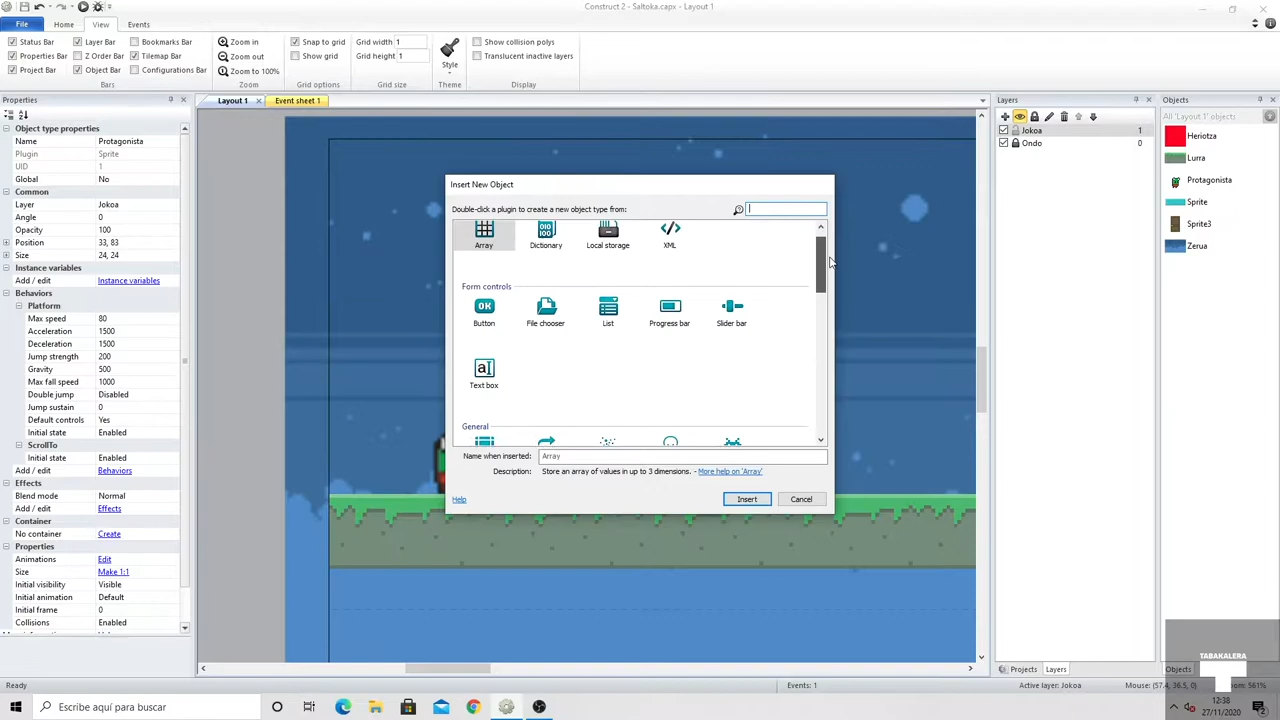 Construct 2 - Saltoka.capx - Layout 1
File Home View Events
Status Bar Layer Bar Bookmarks Bar Zoom in Snap to grid Grid width 1 Show collision polys
Properties Bar Z Order Bar Tilemap Bar Zoom out Show grid Grid height 1 Translucent inactive layers
Project Bar Object Bar Configurations Bar Zoom to 100% Style
Bars Zoom Grid options Grid size Theme Display
Properties
Layout 1 Event sheet 1
Layers
Objects
Object type properties
Name Protagonista
Plugin Sprite
UID 1
Global No
Common
Layer Jokoa
Angle 0
Opacity 100
Position 33, 83
Size 24, 24
Instance variables
Add / edit Instance variables
Behaviors
Platform
Max speed 80
Acceleration 1500
Deceleration 1500
Jump strength 200
Gravity 500
Max fall speed 1000
Double jump Disabled
Jump sustain 0
Default controls Yes
Initial state Enabled
ScrollTo
Initial state Enabled
Add / edit Behaviors
Effects
Blend mode Normal
Add / edit Effects
Container
No container Create
Properties
Animations Edit
Size Make 1:1
Initial visibility Visible
Initial animation Default
Initial frame 0
Collisions Enabled
Insert New Object
Double-click a plugin to create a new object type from:
Array Dictionary Local storage XML
Form controls
OK
Button File chooser List Progress bar Slider bar
Text box
General
Name when inserted: Array
Description: Store an array of values in up to 3 dimensions. - More help on 'Array'
Help Insert Cancel
Jokoa 1
Ondo 0
All 'Layout 1' objects
Heriotza
Lurra
Protagonista
Sprite
Sprite3
Zerua
TABAKALERA
Projects Layers Objects
Ready Events: 1 Active layer: Jokoa Mouse: (57.4, 36.5, 0) Zoom: 561%
Escribe aquí para buscar
12:38
27/11/2020
2